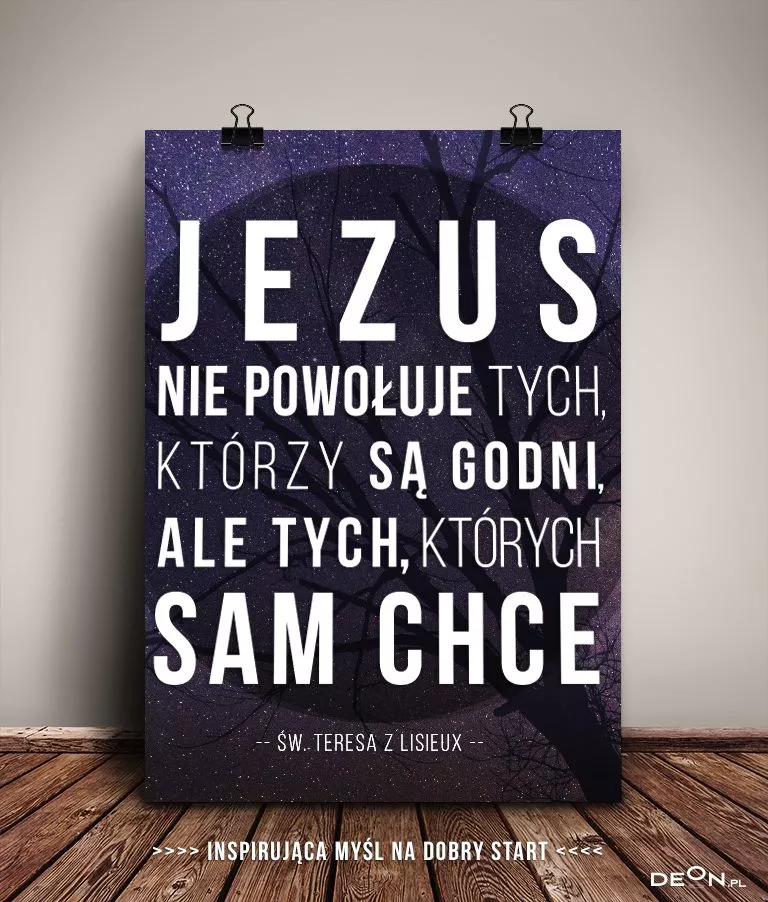 JEZUS
NIE POWOŁUJE TYCH,
KTÓRZY SĄ GODNI,
ALE TYCH, KTÓRYCH
SAM CHCE
-- ŚW. TERESA Z LISIEUX --
>>>> INSPIRUJĄCA MYŚL NA DOBRY START <<<<
DEON.PL